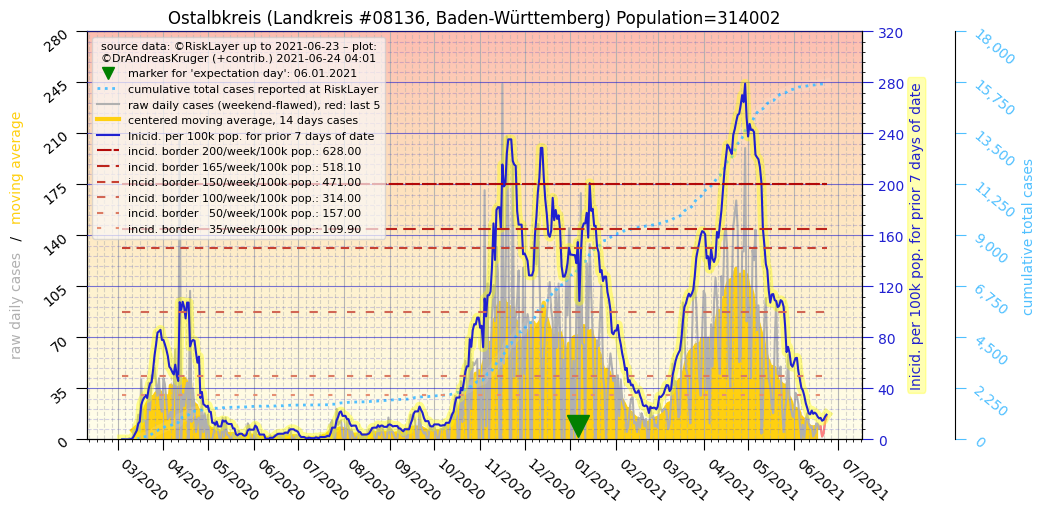 Ostalbkreis (Landkreis #08136, Baden-Württemberg) Population=314002
source data: ©RiskLayer up to 2021-06-23 – plot:
©DrAndreasKruger (+contrib.) 2021-06-24 04:01
marker for 'expectation day': 06.01.2021
cumulative total cases reported at RiskLayer
raw daily cases (weekend-flawed), red: last 5
centered moving average, 14 days cases
Inicid. per 100k pop. for prior 7 days of date
incid. border 200/week/100k pop.: 628.00
incid. border 165/week/100k pop.: 518.10
incid. border 150/week/100k pop.: 471.00
incid. border 100/week/100k pop.: 314.00
incid. border   50/week/100k pop.: 157.00
incid. border   35/week/100k pop.: 109.90
raw daily cases   /   moving average
280
245
210
175
140
105
70
35
0
03/2020
04/2020
05/2020
06/2020
07/2020
08/2020
09/2020
10/2020
11/2020
12/2020
01/2021
02/2021
03/2021
04/2021
05/2021
06/2021
07/2021
320
280
240
200
160
120
80
40
0
Inicid. per 100k pop. for prior 7 days of date
18,000
15,750
13,500
11,250
9,000
6,750
4,500
2,250
0
cumulative total cases